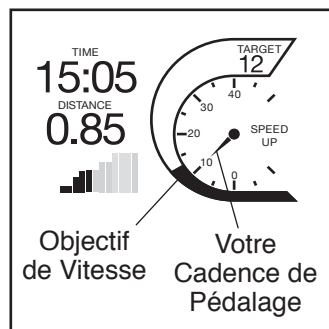 TIME
15:05
DISTANCE
0.85
TARGET
12
40
30
20
10
0
SPEED
UP
Objectif
de Vitesse
Votre
Cadence de
Pédalage